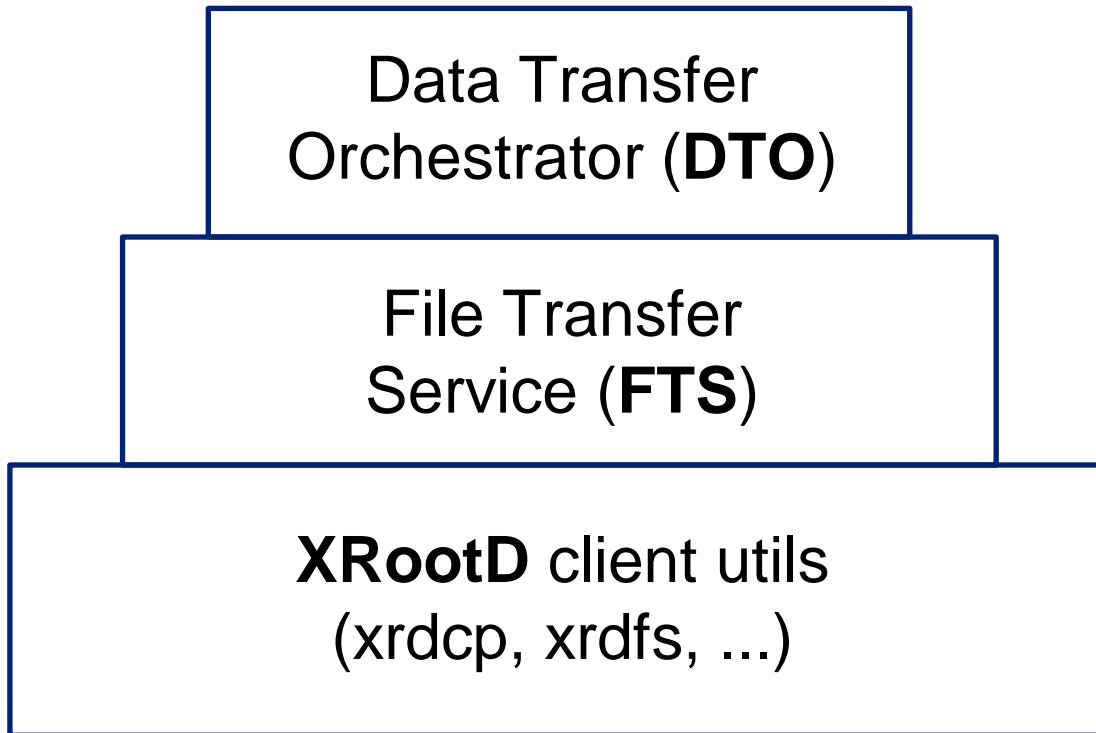 Data Transfer
Orchestrator (DTO)
File Transfer
Service (FTS)
XRootD client utils
(xrdcp, xrdfs, ...)